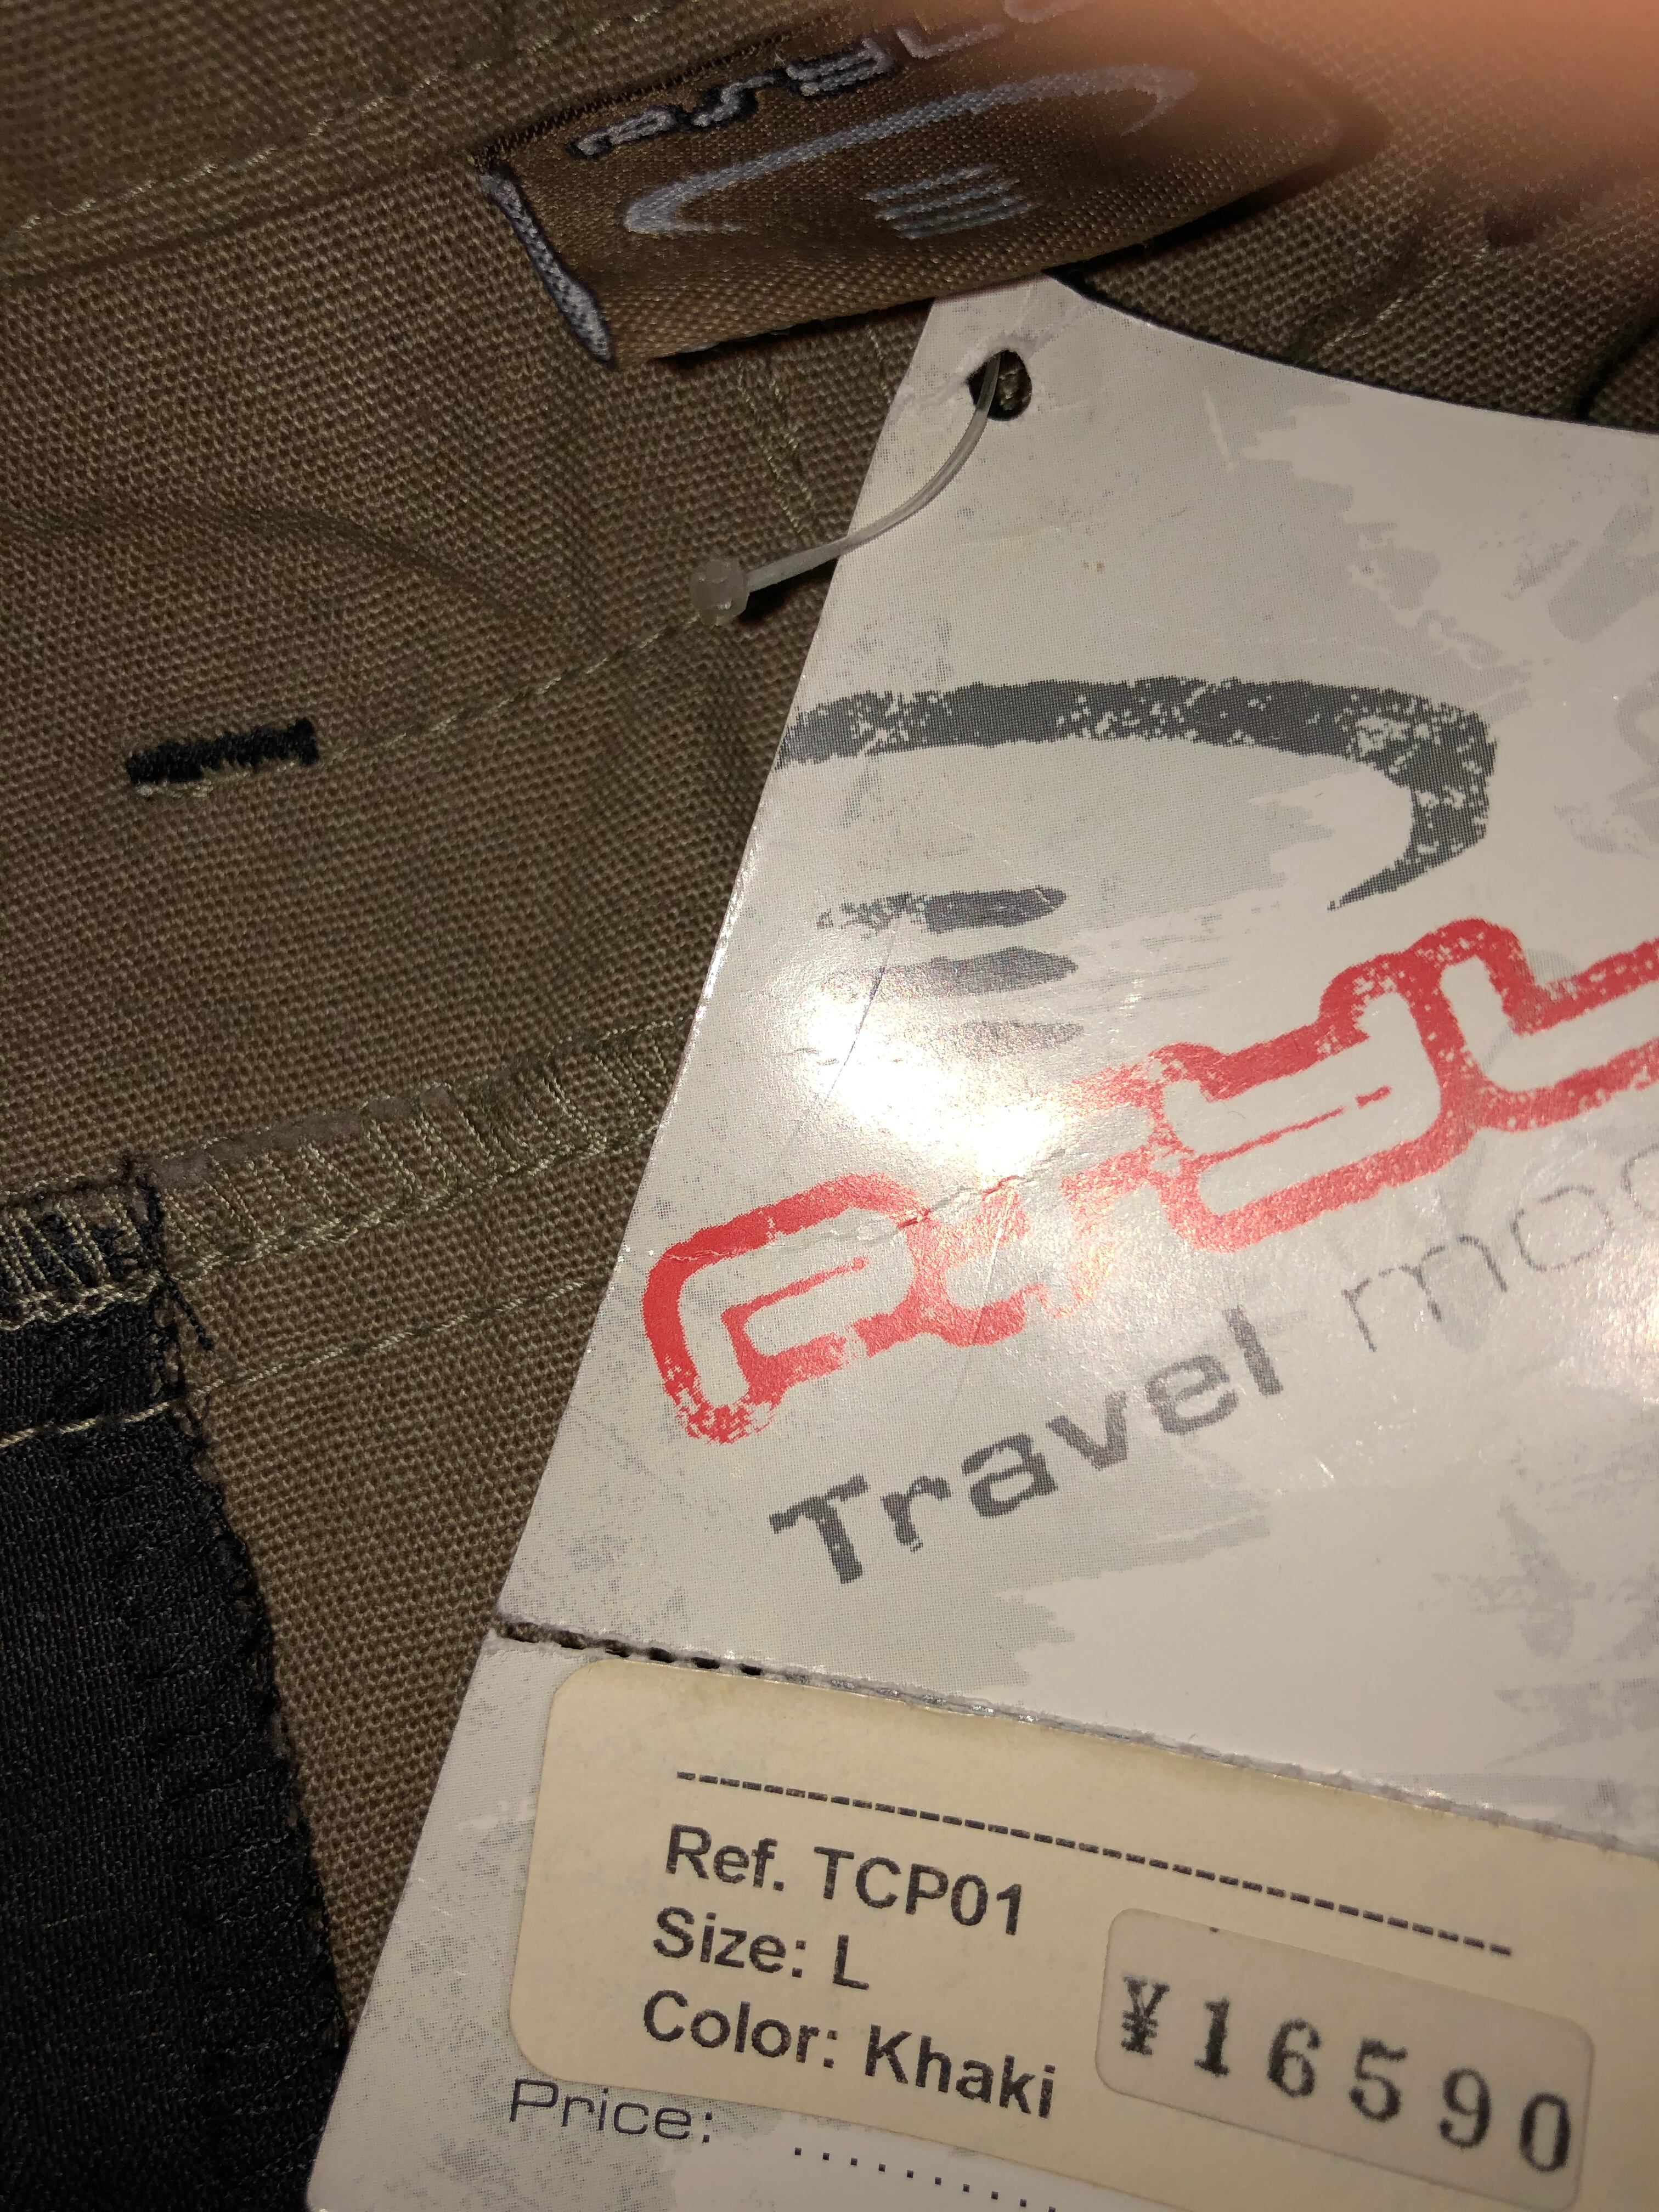 Travel
Ref. TCP01
Size: L
Color: Khaki
¥16590
Price: